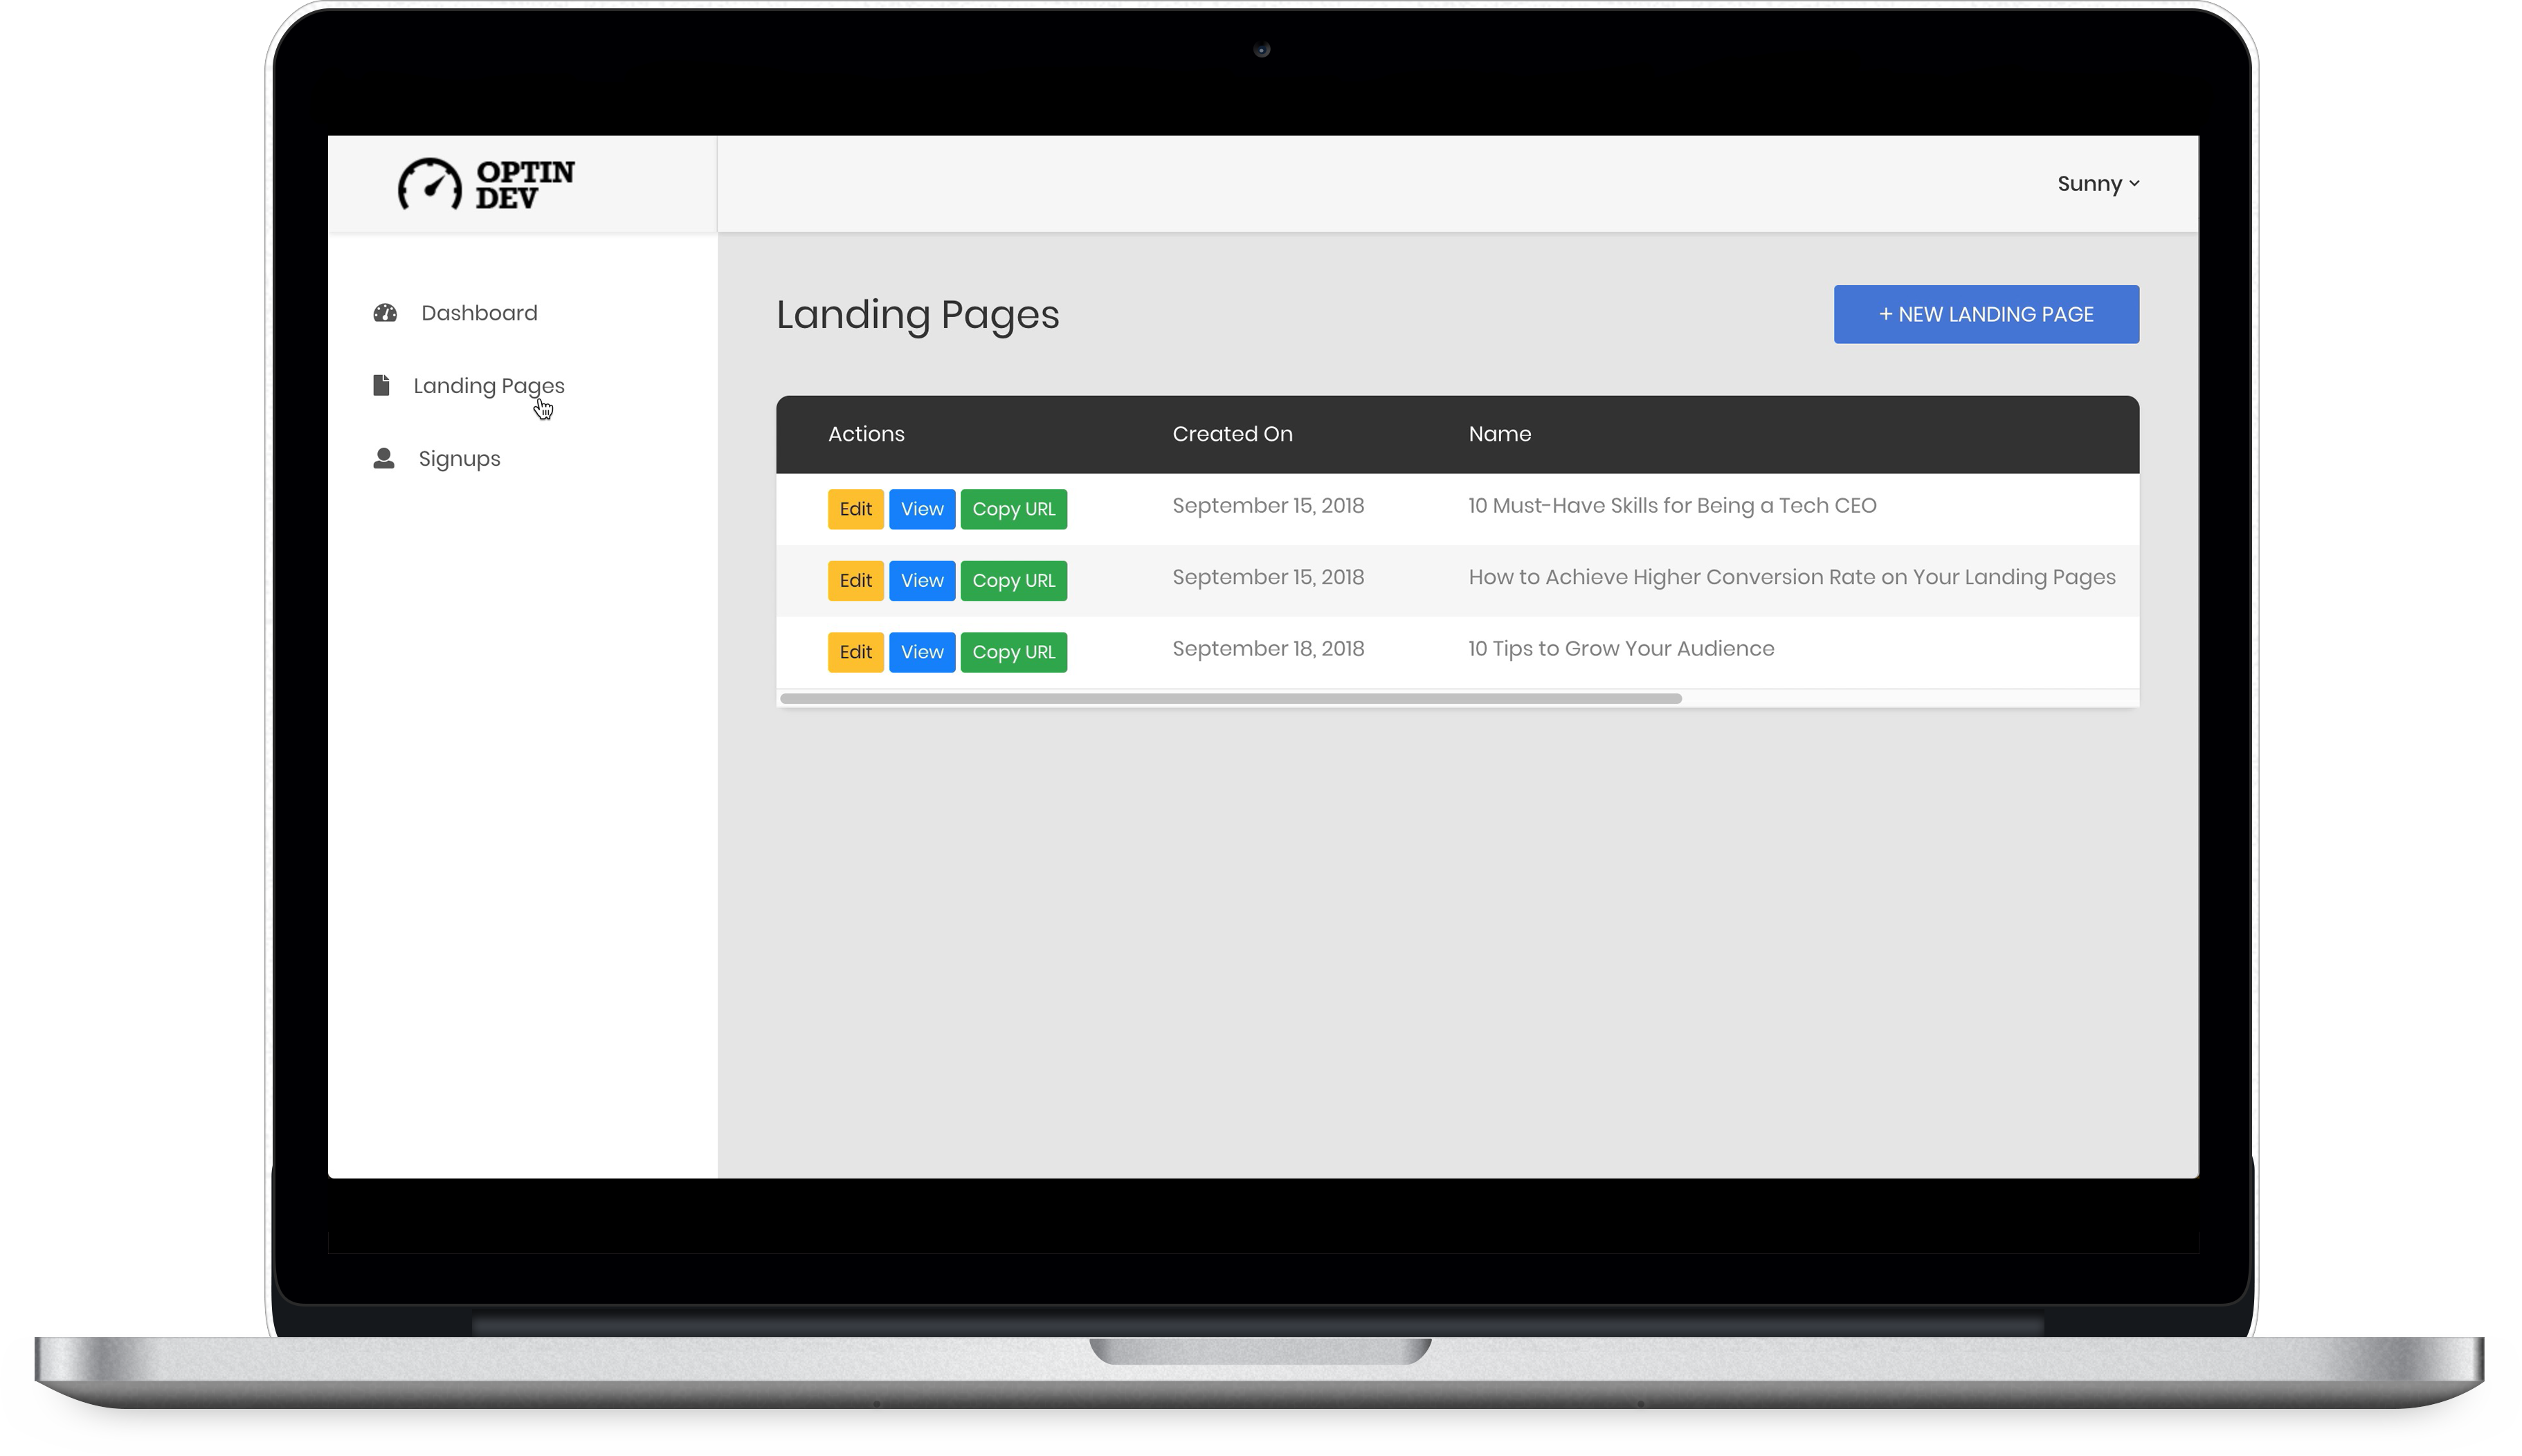 OPTIN
DEV
Sunny
Dashboard
Landing Pages
Signups
Landing Pages
+ NEW LANDING PAGE
Actions Created On Name
Edit View Copy URL September 15, 2018 10 Must-Have Skills for Being a Tech CEO
Edit View Copy URL September 15, 2018 How to Achieve Higher Conversion Rate on Your Landing Pages
Edit View Copy URL September 18, 2018 10 Tips to Grow Your Audience